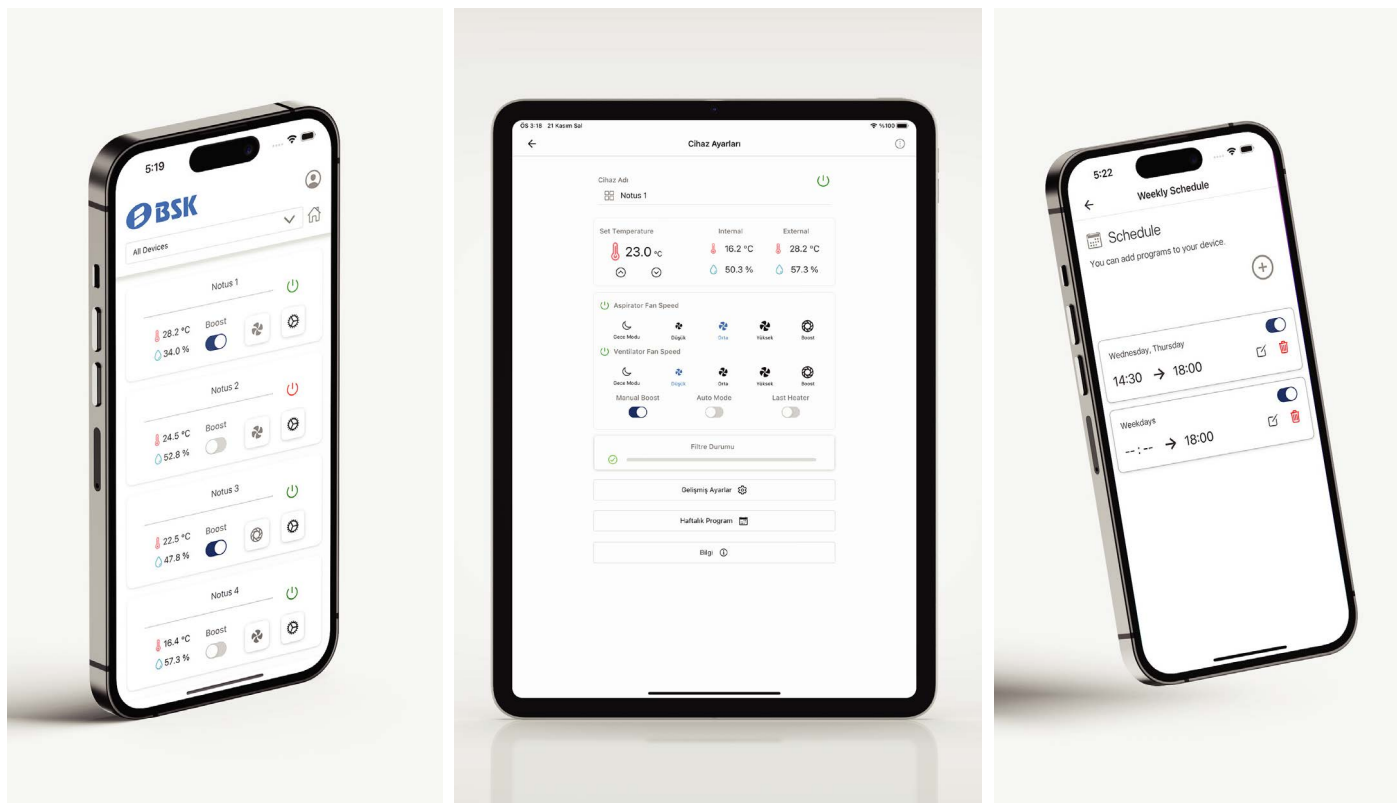 5:19
BSK
All Devices
Notus 1
28.2 °C
Boost
34.0 %
Notus 2
24.5 °C
Boost
52.8 %
Notus 3
22.5 °C
Boost
47.8 %
Notus 4
16.4 °C
Boost
57.3 %
ÖS 3:18 21 Kasım Sal
%100
Cihaz Ayarları
Cihaz Adı
Notus 1
Set Temperature Internal External
23.0 °C 16.2 °C 28.2 °C
50.3 % 57.3 %
Aspirator Fan Speed
Gece Modu Düşük Orta Yüksek Boost
Ventilator Fan Speed
Gece Modu Düşük Orta Yüksek Boost
Manual Boost Auto Mode Last Heater
Filtre Durumu
Gelişmiş Ayarlar
Haftalık Program
Bilgi
5:22
Weekly Schedule
Schedule
You can add programs to your device.
Wednesday, Thursday
14:30 → 18:00
Weekdays
--:-- → 18:00